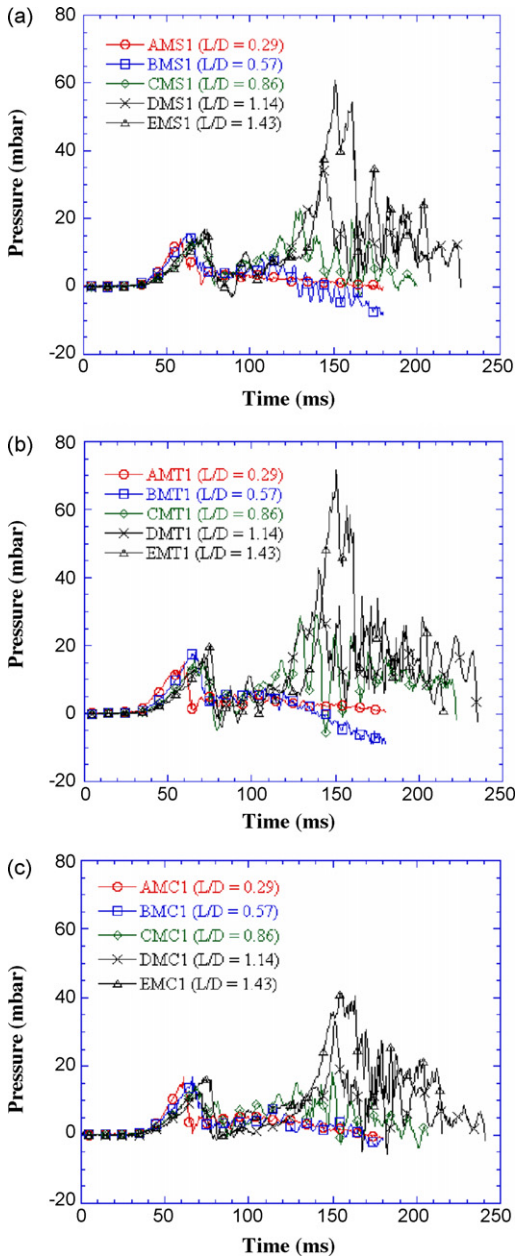 (a)
80
60
40
20
0
-20
Pressure (mbar)
AMS1 (L/D = 0.29)
BMS1 (L/D = 0.57)
CMS1 (L/D = 0.86)
DMS1 (L/D = 1.14)
EMS1 (L/D = 1.43)
0 50 100 150 200 250
Time (ms)
(b)
80
60
40
20
0
-20
Pressure (mbar)
AMT1 (L/D = 0.29)
BMT1 (L/D = 0.57)
CMT1 (L/D = 0.86)
DMT1 (L/D = 1.14)
EMT1 (L/D = 1.43)
0 50 100 150 200 250
Time (ms)
(c)
80
60
40
20
0
-20
Pressure (mbar)
AMC1 (L/D = 0.29)
BMC1 (L/D = 0.57)
CMC1 (L/D = 0.86)
DMC1 (L/D = 1.14)
EMC1 (L/D = 1.43)
0 50 100 150 200 250
Time (ms)